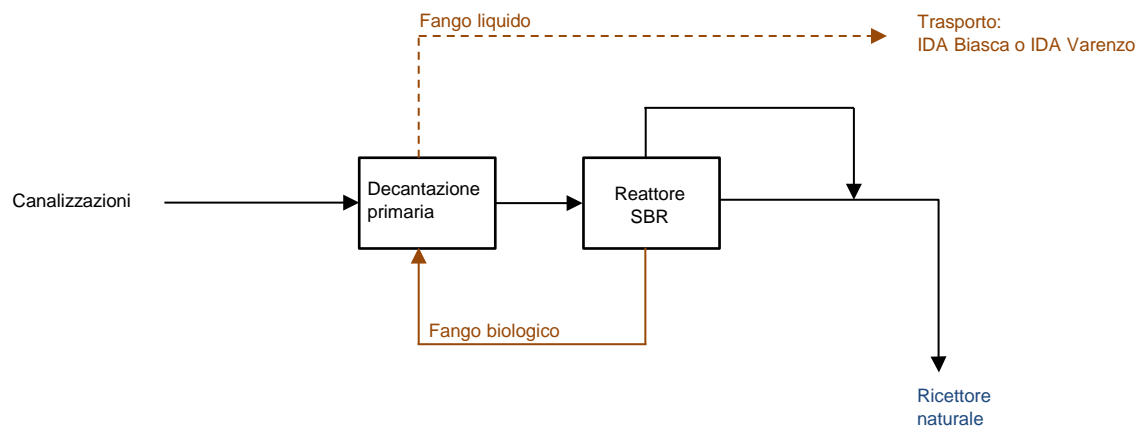 Fango liquido
Trasporto:
IDA Biasca o IDA Varenzo
Canalizzazioni
Decantazione
primaria
Reattore
SBR
Fango biologico
Ricettore
naturale